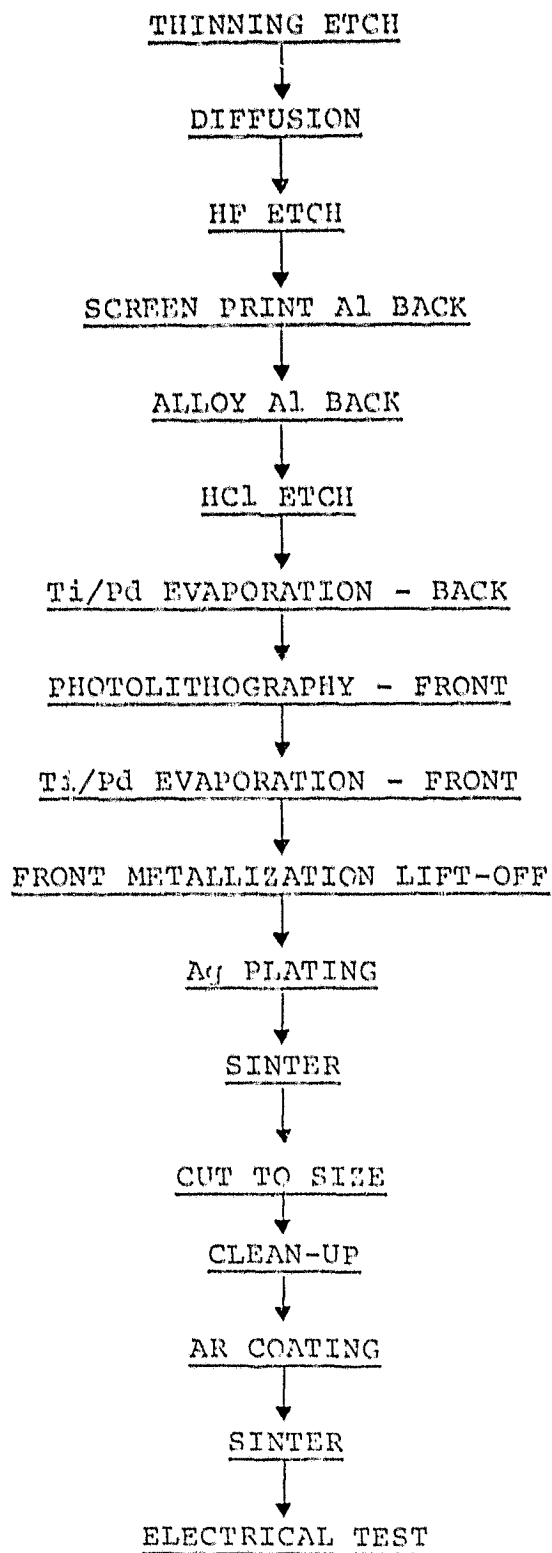 THINNING ETCH
DIFFUSION
HF ETCH
SCREEN PRINT Al BACK
ALLOY Al BACK
HCl ETCH
Ti/Pd EVAPORATION - BACK
PHOTOLITHOGRAPHY - FRONT
Ti/Pd EVAPORATION - FRONT
FRONT METALLIZATION LIFT-OFF
Ag PLATING
SINTER
CUT TO SIZE
CLEAN-UP
AR COATING
SINTER
ELECTRICAL TEST